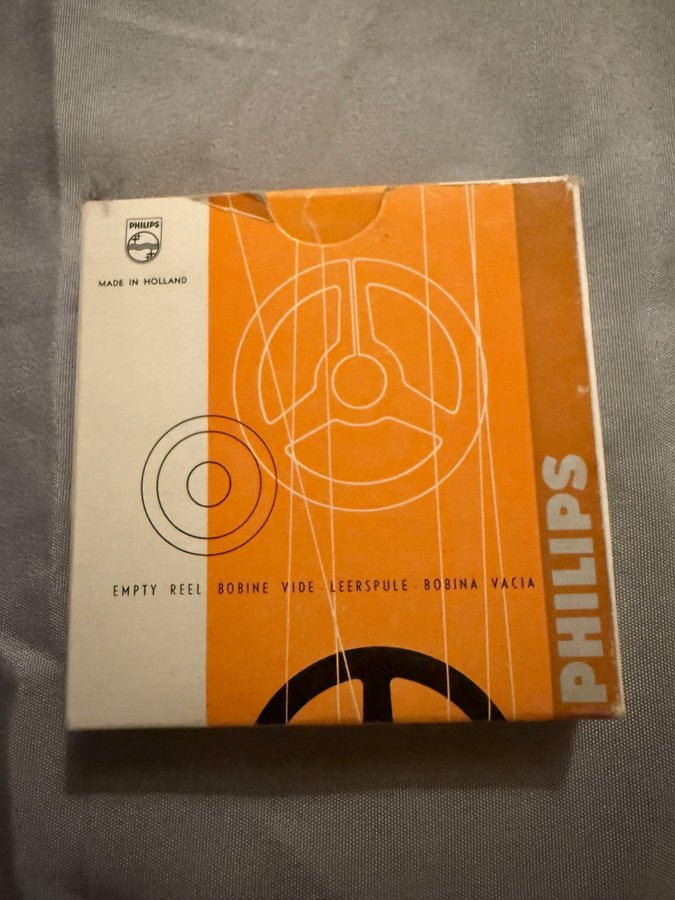 PHILIPS
MADE IN HOLLAND
EMPTY REEL BOBINE VIDE · LEERSPULE · BOBINA VACIA
PHILIPS